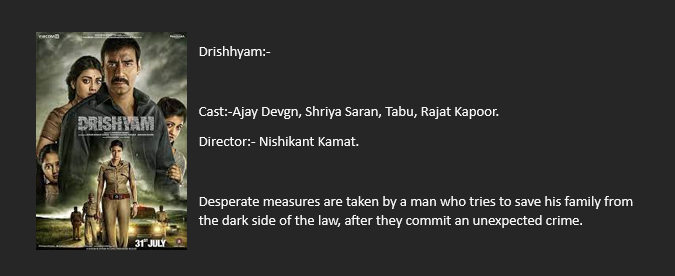 DRISHYAM
31ST JULY
Drishhyam:-
Cast:-Ajay Devgn, Shriya Saran, Tabu, Rajat Kapoor.
Director:- Nishikant Kamat.
Desperate measures are taken by a man who tries to save his family from
the dark side of the law, after they commit an unexpected crime.